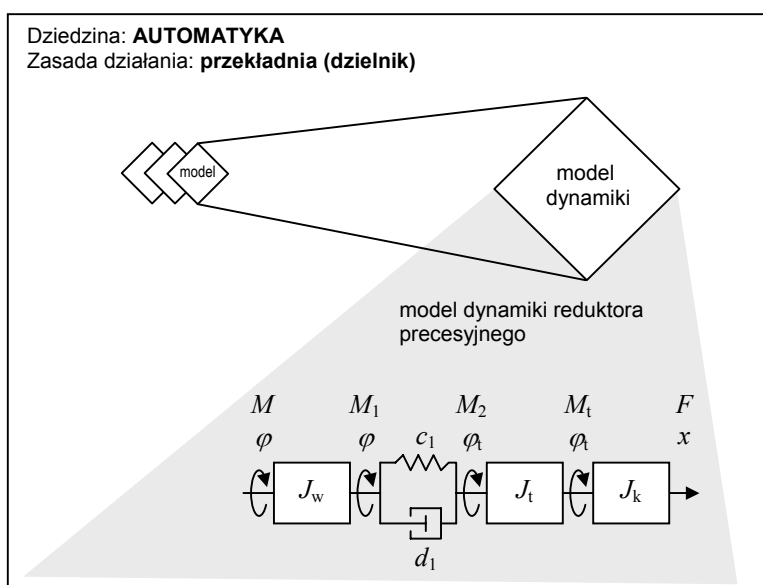 Dziedzina: AUTOMATYKA
Zasada działania: przekładnia (dzielnik)
model
model
dynamiki
model dynamiki reduktora
precesyjnego
M M₁ M₂ Mₜ F
φ φ c₁ φₜ φₜ x
J_w Jₜ Jₖ
d₁